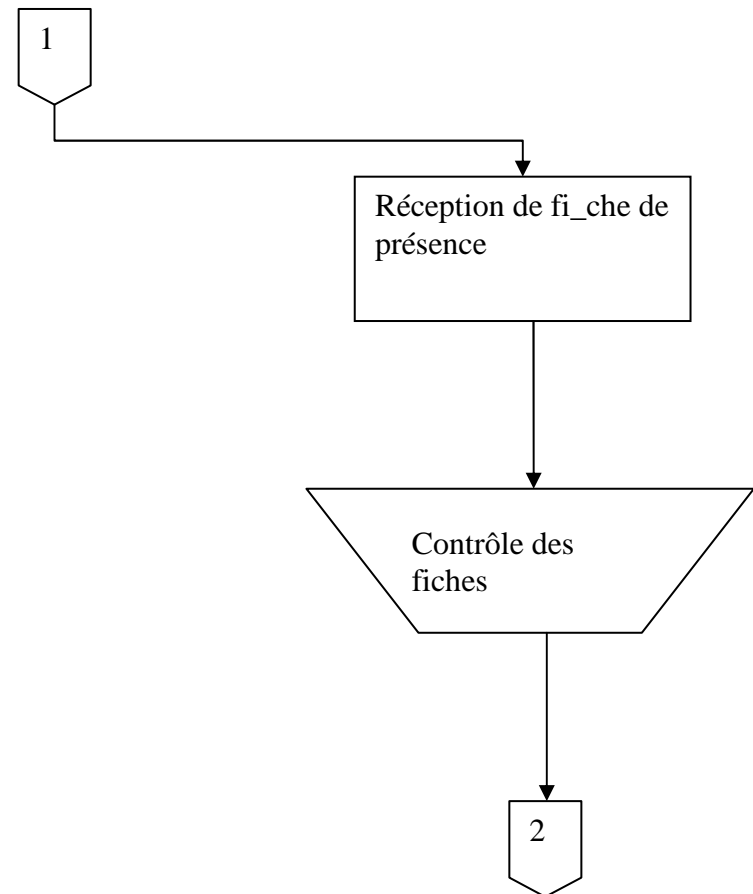 1
Réception de fi_che de
présence
Contrôle des
fiches
2